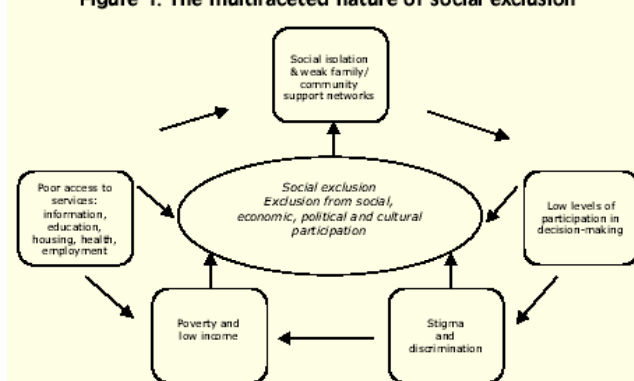 Figure 1: The multifaceted nature of social exclusion
Social isolation
& weak family/
community
support networks
Poor access to
services:
information,
education,
housing, health,
employment
Social exclusion
Exclusion from social,
economic, political and cultural
participation
Low levels of
participation in
decision-making
Poverty and
low income
Stigma
and
discrimination